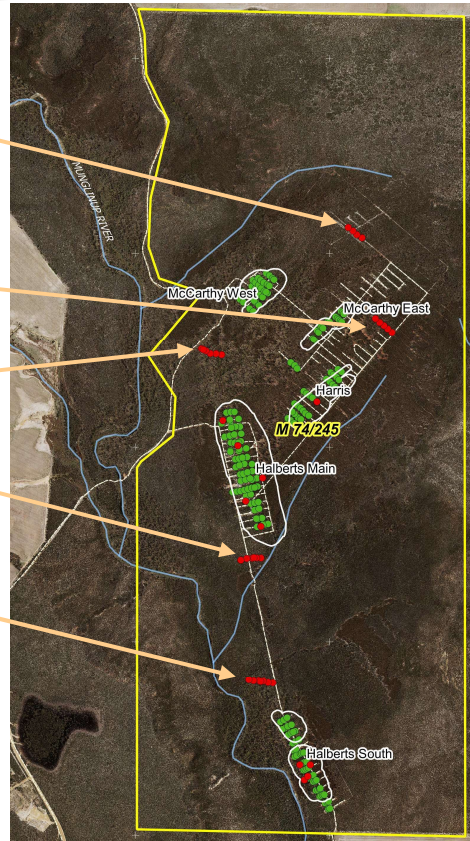 MUNGLINUP RIVER
McCarthy West
McCarthy East
Harris
M 74/245
Halberts Main
Halberts South